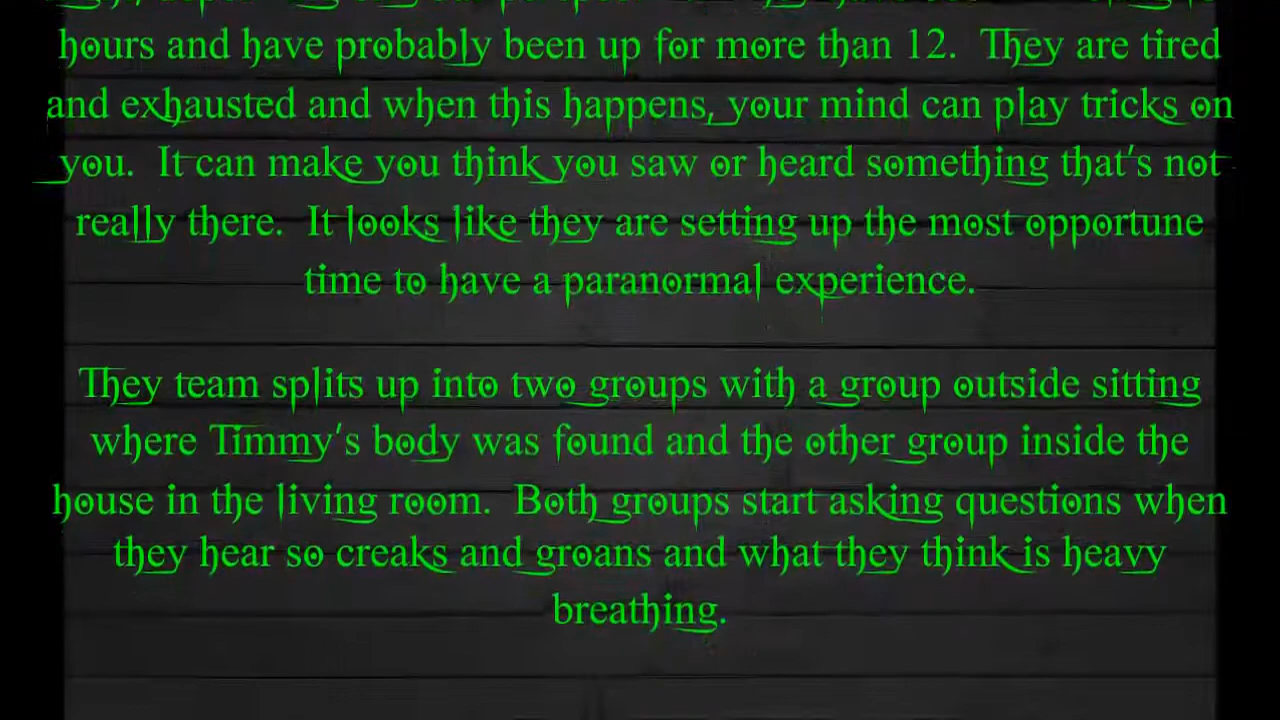 hours and have probably been up for more than 12.  They are tired
and exhausted and when this happens, your mind can play tricks on
you.  It can make you think you saw or heard something that's not
really there.  It looks like they are setting up the most opportune
time to have a paranormal experience.
They team splits up into two groups with a group outside sitting
where Timmy's body was found and the other group inside the
house in the living room.  Both groups start asking questions when
they hear so creaks and groans and what they think is heavy
breathing.